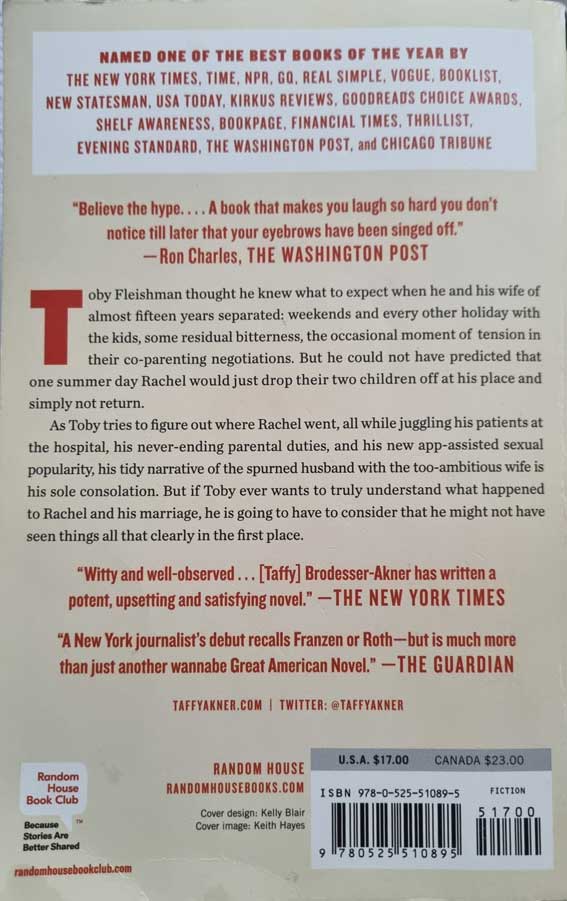 NAMED ONE OF THE BEST BOOKS OF THE YEAR BY
THE NEW YORK TIMES, TIME, NPR, GQ, REAL SIMPLE, VOGUE, BOOKLIST,
NEW STATESMAN, USA TODAY, KIRKUS REVIEWS, GOODREADS CHOICE AWARDS,
SHELF AWARENESS, BOOKPAGE, FINANCIAL TIMES, THRILLIST,
EVENING STANDARD, THE WASHINGTON POST, and CHICAGO TRIBUNE
“Believe the hype. . . . A book that makes you laugh so hard you don’t
notice till later that your eyebrows have been singed off.”
—Ron Charles, THE WASHINGTON POST
Toby Fleishman thought he knew what to expect when he and his wife of
almost fifteen years separated: weekends and every other holiday with
the kids, some residual bitterness, the occasional moment of tension in
their co-parenting negotiations. But he could not have predicted that
one summer day Rachel would just drop their two children off at his place and
simply not return.
As Toby tries to figure out where Rachel went, all while juggling his patients at
the hospital, his never-ending parental duties, and his new app-assisted sexual
popularity, his tidy narrative of the spurned husband with the too-ambitious wife is
his sole consolation. But if Toby ever wants to truly understand what happened
to Rachel and his marriage, he is going to have to consider that he might not have
seen things all that clearly in the first place.
“Witty and well-observed . . . [Taffy] Brodesser-Akner has written a
potent, upsetting and satisfying novel.” —THE NEW YORK TIMES
“A New York journalist’s debut recalls Franzen or Roth—but is much more
than just another wannabe Great American Novel.” —THE GUARDIAN
TAFFYAKNER.COM | TWITTER: @TAFFYAKNER
Random
House
Book Club
Because
Stories Are
Better Shared
™
randomhousebookclub.com
RANDOM HOUSE
RANDOMHOUSEBOOKS.COM
Cover design: Kelly Blair
Cover image: Keith Hayes
U.S.A. $17.00 CANADA $23.00
ISBN 978-0-525-51089-5 FICTION
51700
9 780525 510895